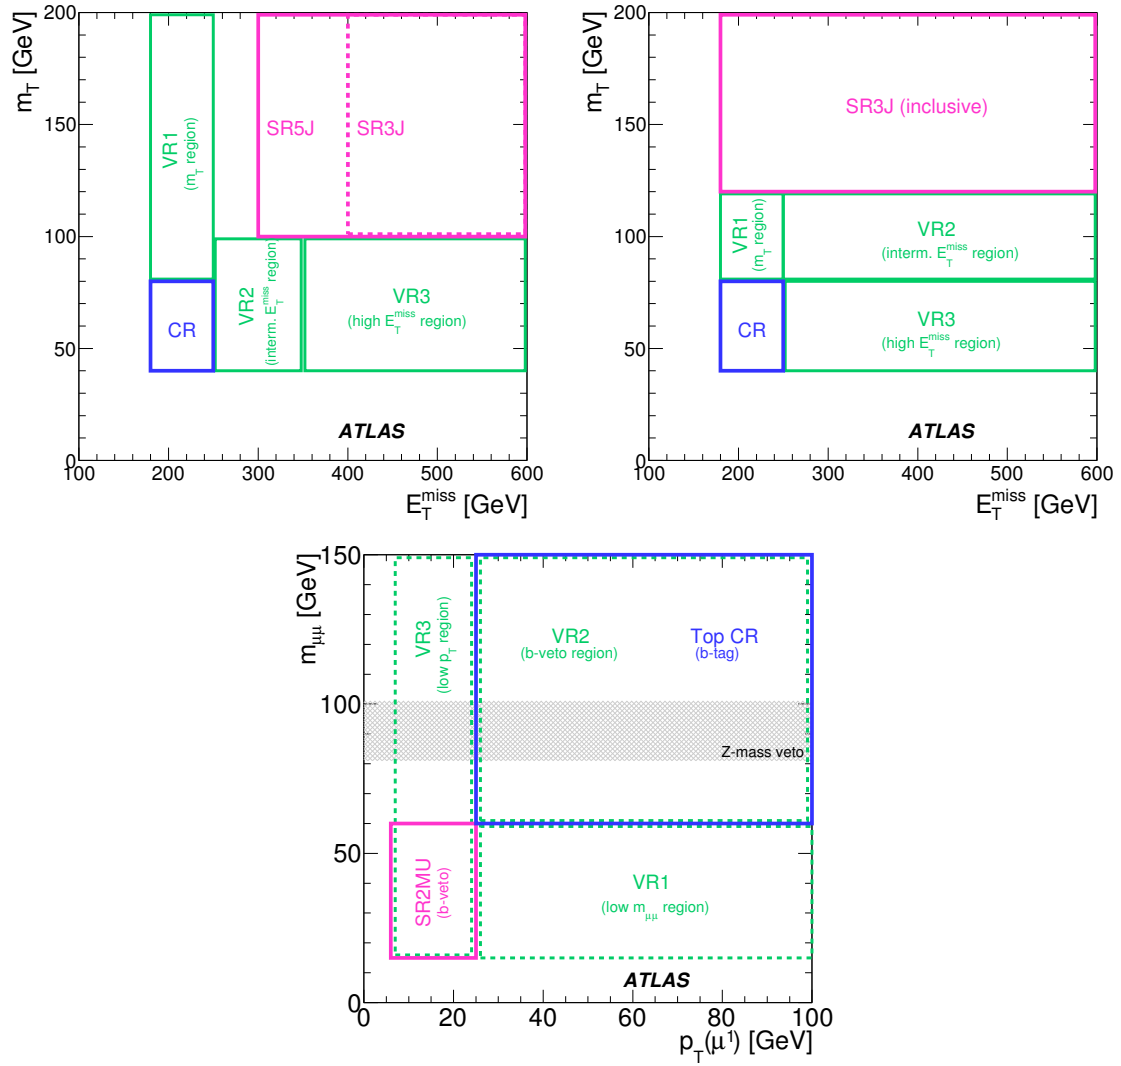 m_T [GeV]
200
150
100
50
0
VR1
(m_T region)
CR
SR5J
SR3J
VR2
(interm. E_T^miss region)
VR3
(high E_T^miss region)
ATLAS
100 200 300 400 500 600
E_T^miss [GeV]
m_T [GeV]
200
150
100
50
0
SR3J (inclusive)
VR1
(m_T region)
VR2
(interm. E_T^miss region)
CR
VR3
(high E_T^miss region)
ATLAS
100 200 300 400 500 600
E_T^miss [GeV]
m_μμ [GeV]
150
100
50
0
VR3
(low p_T region)
VR2
(b-veto region)
Top CR
(b-tag)
Z-mass veto
SR2MU
(b-veto)
VR1
(low m_μμ region)
ATLAS
0 20 40 60 80 100
p_T(μ¹) [GeV]